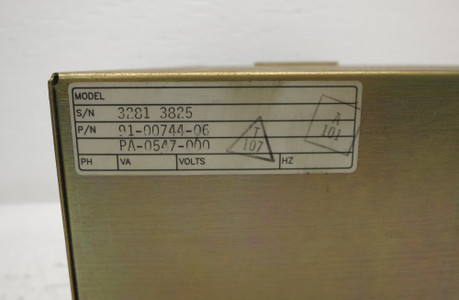 MODEL
S/N 3281 3825
P/N 01-00744-06
PA-0547-000
PH VA VOLTS HZ
T
107
A
101